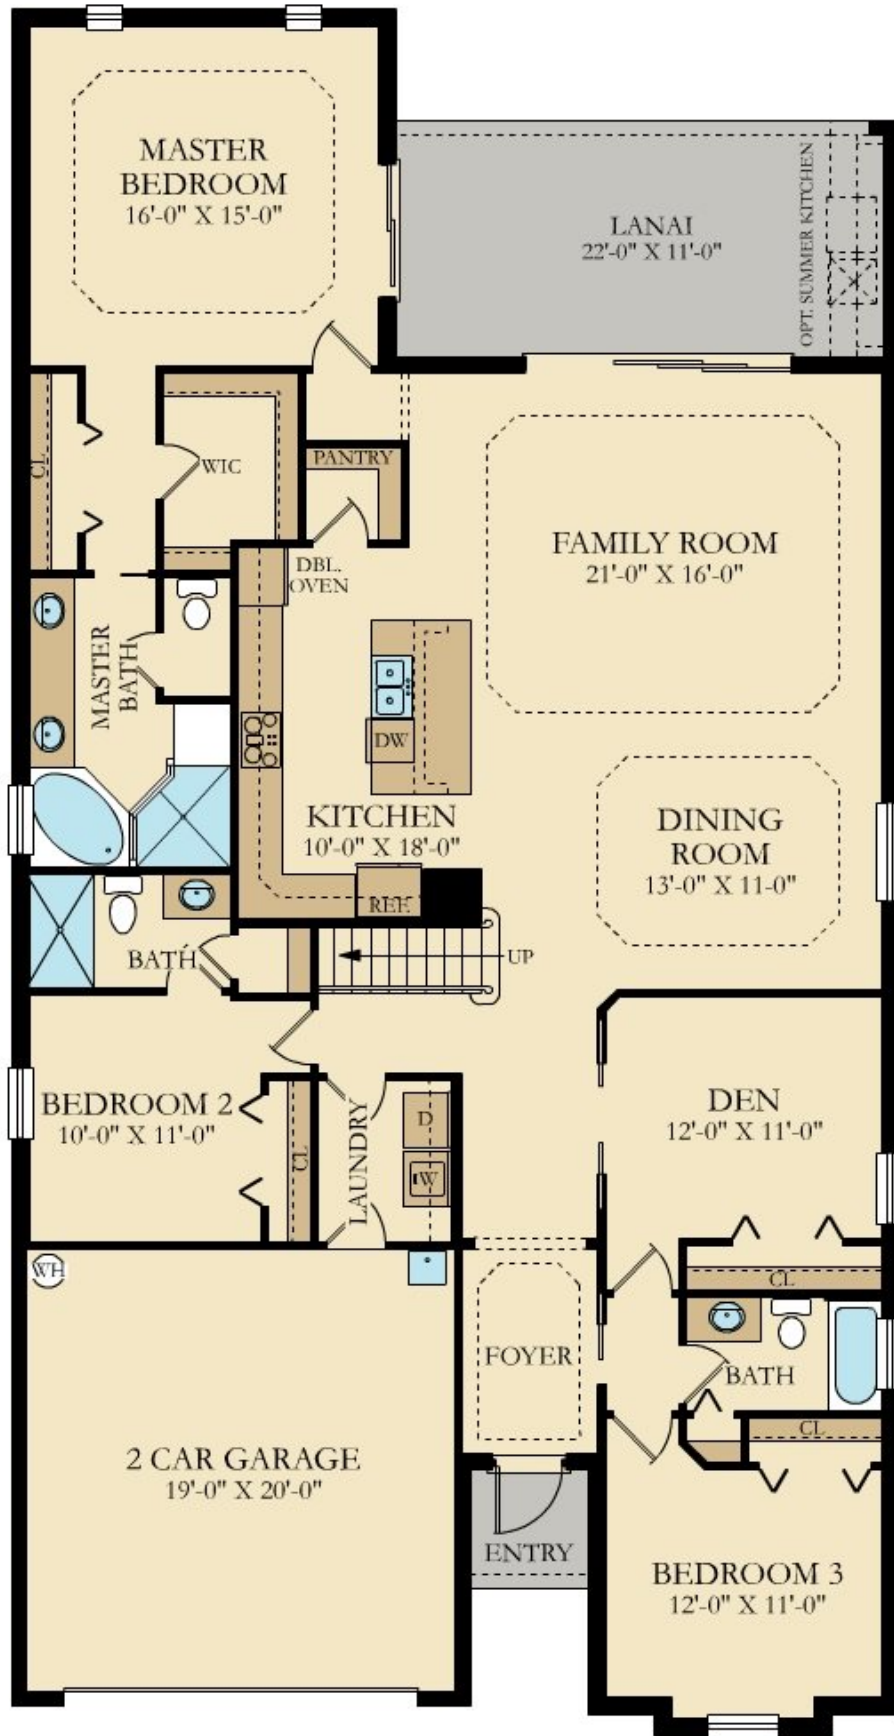 MASTER
BEDROOM
16'-0" X 15'-0"
LANAI
22'-0" X 11'-0"
OPT. SUMMER KITCHEN
CL
WIC
PANTRY
DBL.
OVEN
FAMILY ROOM
21'-0" X 16'-0"
MASTER
BATH
DW
KITCHEN
10'-0" X 18'-0"
DINING
ROOM
13'-0" X 11-0"
REF.
BATH
UP
BEDROOM 2
10'-0" X 11'-0"
CL
LAUNDRY
D
W
DEN
12'-0" X 11'-0"
CL
WH
FOYER
BATH
CL
2 CAR GARAGE
19'-0" X 20'-0"
ENTRY
BEDROOM 3
12'-0" X 11'-0"